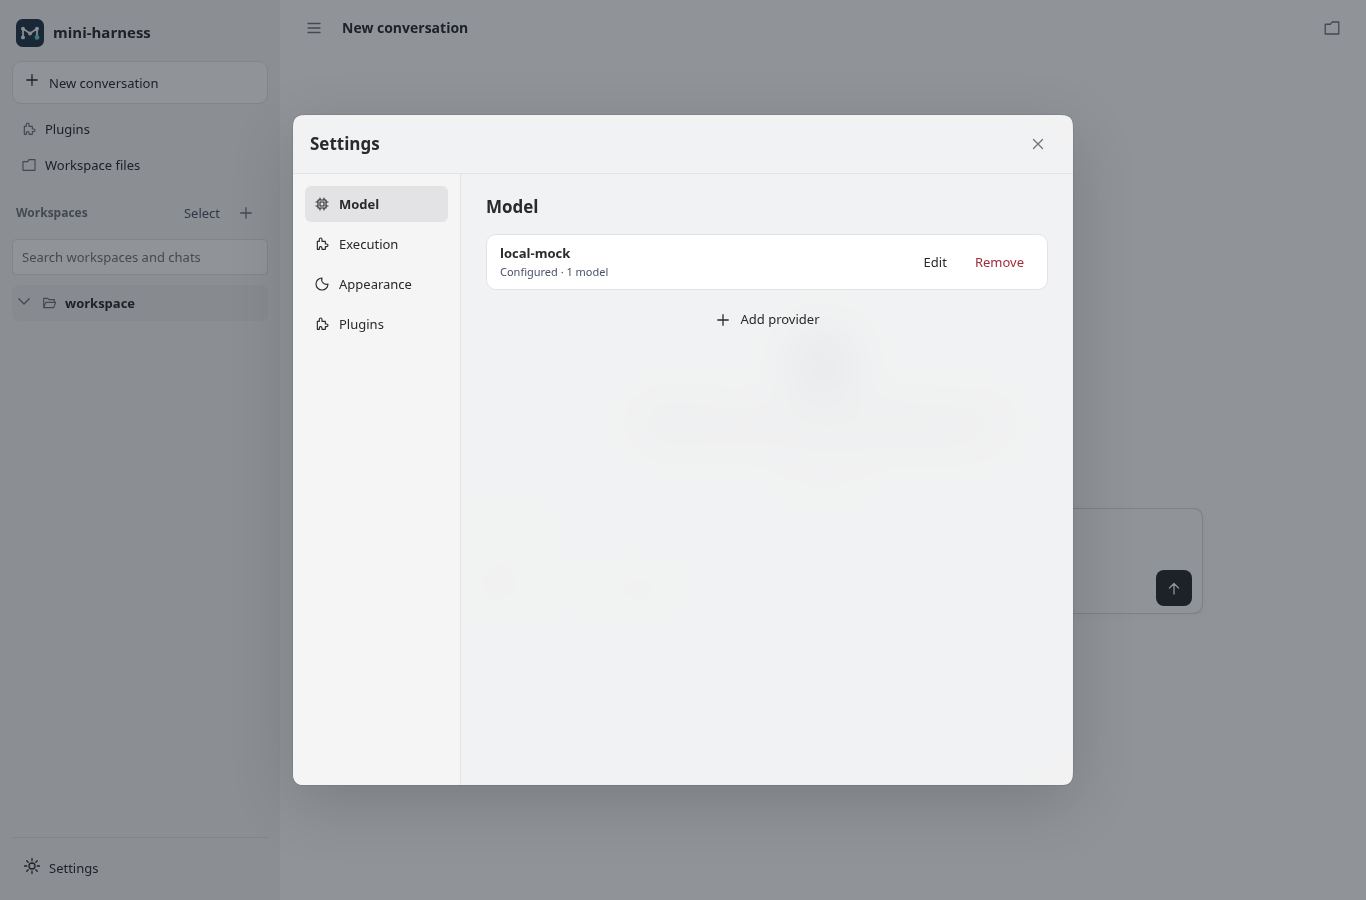 mini-harness
New conversation
New conversation
Plugins
Workspace files
Workspaces
Select
Search workspaces and chats
workspace
Settings
Settings
Model
Execution
Appearance
Plugins
Model
local-mock
Configured · 1 model
Edit
Remove
Add provider